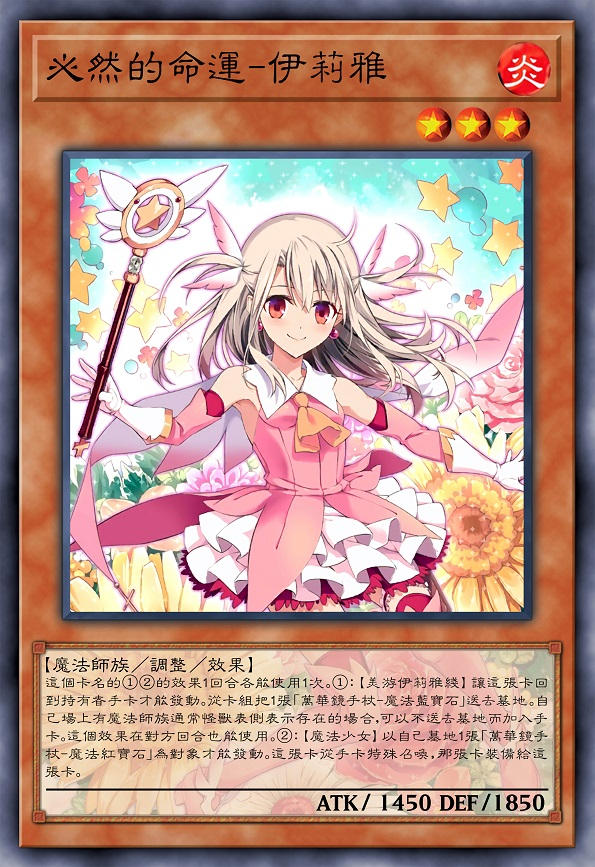 必然的命運-伊莉雅
炎
【魔法師族／調整／效果】
這個卡名的①②的效果1回合各能使用1次。①:【美游伊莉雅綫】讓這張卡回
到持有者手卡才能發動。從卡組把1張「萬華鏡手杖-魔法藍寶石」送去墓地。自
己場上有魔法師族通常怪獸表側表示存在的場合,可以不送去墓地而加入手
卡。這個效果在對方回合也能使用。②:【魔法少女】以自己墓地1張「萬華鏡手
杖-魔法紅寶石」為對象才能發動。這張卡從手卡特殊召喚,那張卡裝備給這
張卡。
ATK/ 1450 DEF/1850